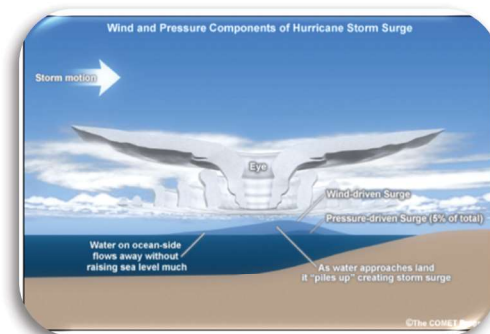 Wind and Pressure Components of Hurricane Storm Surge
Storm motion
Eye
Wind-driven Surge
Pressure-driven Surge (5% of total)
Water on ocean-side
flows away without
raising sea level much
As water approaches land
it "piles up" creating storm surge
©The COMET